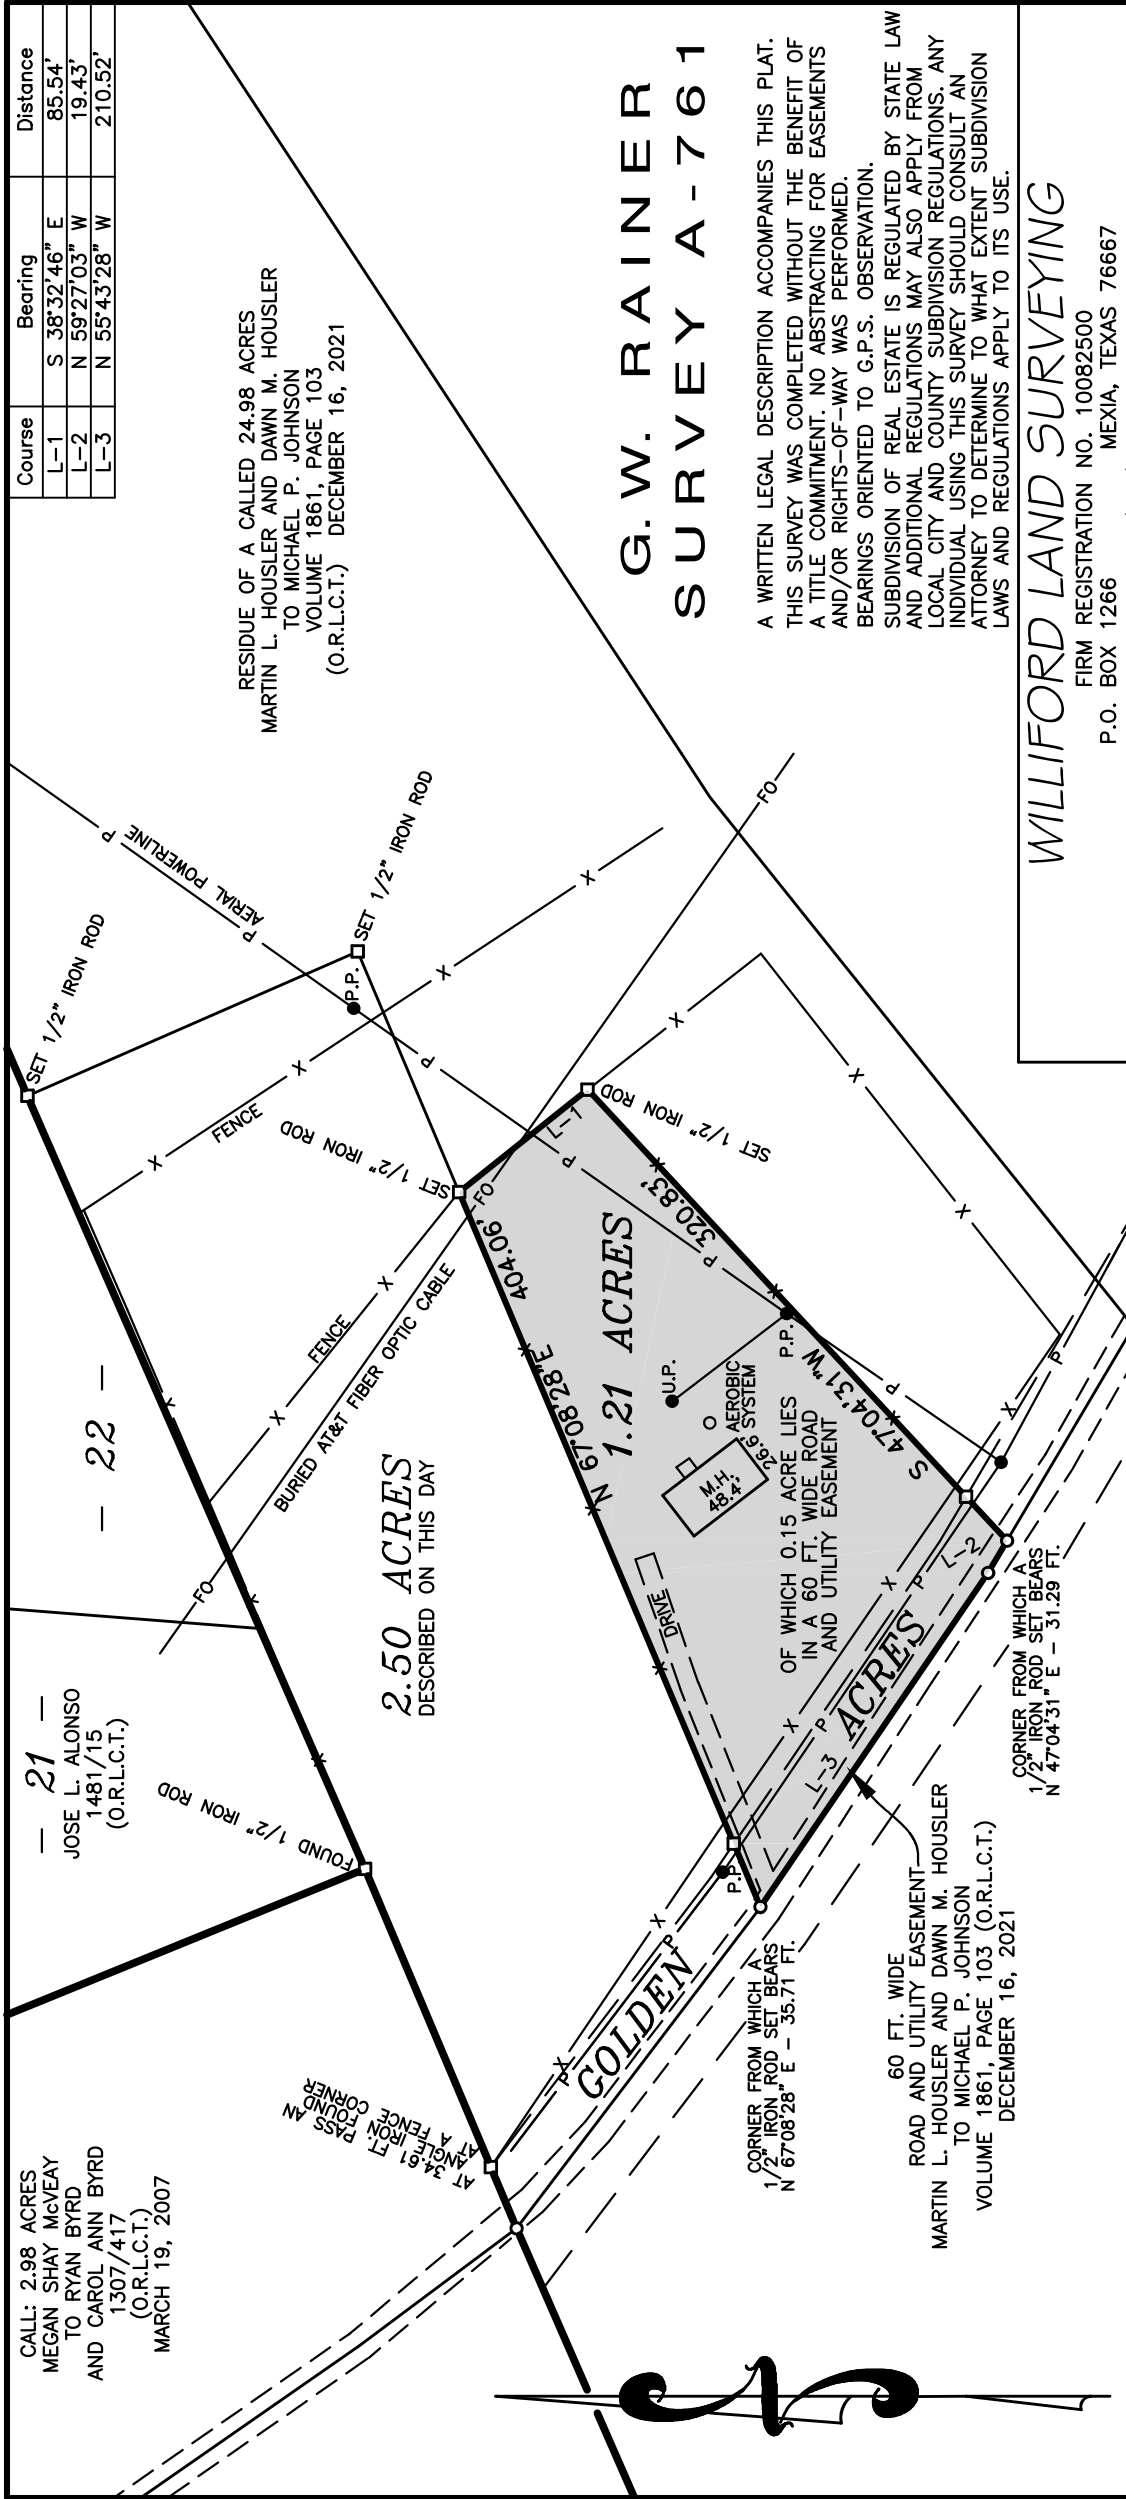 CALL: 2.98 ACRES
MEGAN SHAY McVEAY
TO RYAN BYRD
AND CAROL ANN BYRD
1307/417
(O.R.L.C.T.)
MARCH 19, 2007
— 21 —
JOSE L. ALONSO
1481/15
(O.R.L.C.T.)
— 22 —
Course Bearing Distance
L-1 S 38°32'46" E 85.54'
L-2 N 59°27'03" W 19.43'
L-3 N 55°43'28" W 210.52'
SET 1/2" IRON ROD
P
AERIAL POWERLINE
P
RESIDUE OF A CALLED 24.98 ACRES
MARTIN L. HOUSLER AND DAWN M. HOUSLER
TO MICHAEL P. JOHNSON
VOLUME 1861, PAGE 103
(O.R.L.C.T.) DECEMBER 16, 2021
FOUND 1/2" IRON ROD
FO
BURIED AT&T FIBER OPTIC CABLE
FO
FENCE
FENCE
SET 1/2" IRON ROD
P.P.
SET 1/2" IRON ROD
FO
2.50 ACRES
DESCRIBED ON THIS DAY
AT
34.61 FT.
PASS AN
ANGLE IRON
FOUND
AT A FENCE
CORNER
N 67°08'28" E 404.06'
L-1
SET 1/2" IRON ROD
1.21 ACRES
S 47°04'31" W 320.83'
U.P.
AEROBIC
SYSTEM
M.H.
48.4'
26.6'
P.P.
DRIVE
OF WHICH 0.15 ACRE LIES
IN A 60 FT. WIDE ROAD
AND UTILITY EASEMENT
P.P.
GOLDEN ACRES
L-3
L-2
CORNER FROM WHICH A
1/2" IRON ROD SET BEARS
N 67°08'28" E - 35.71 FT.
CORNER FROM WHICH A
1/2" IRON ROD SET BEARS
N 47°04'31" E - 31.29 FT.
60 FT. WIDE
ROAD AND UTILITY EASEMENT
MARTIN L. HOUSLER AND DAWN M. HOUSLER
TO MICHAEL P. JOHNSON
VOLUME 1861, PAGE 103 (O.R.L.C.T.)
DECEMBER 16, 2021
G.W. RAINER
SURVEY A-761
A WRITTEN LEGAL DESCRIPTION ACCOMPANIES THIS PLAT.
THIS SURVEY WAS COMPLETED WITHOUT THE BENEFIT OF
A TITLE COMMITMENT. NO ABSTRACTING FOR EASEMENTS
AND/OR RIGHTS-OF-WAY WAS PERFORMED.
BEARINGS ORIENTED TO G.P.S. OBSERVATION.
SUBDIVISION OF REAL ESTATE IS REGULATED BY STATE LAW
AND ADDITIONAL REGULATIONS MAY ALSO APPLY FROM
LOCAL CITY AND COUNTY SUBDIVISION REGULATIONS. ANY
INDIVIDUAL USING THIS SURVEY SHOULD CONSULT AN
ATTORNEY TO DETERMINE TO WHAT EXTENT SUBDIVISION
LAWS AND REGULATIONS APPLY TO ITS USE.
WILLIFORD LAND SURVEYING
FIRM REGISTRATION NO. 10082500
P.O. BOX 1266 MEXIA, TEXAS 76667